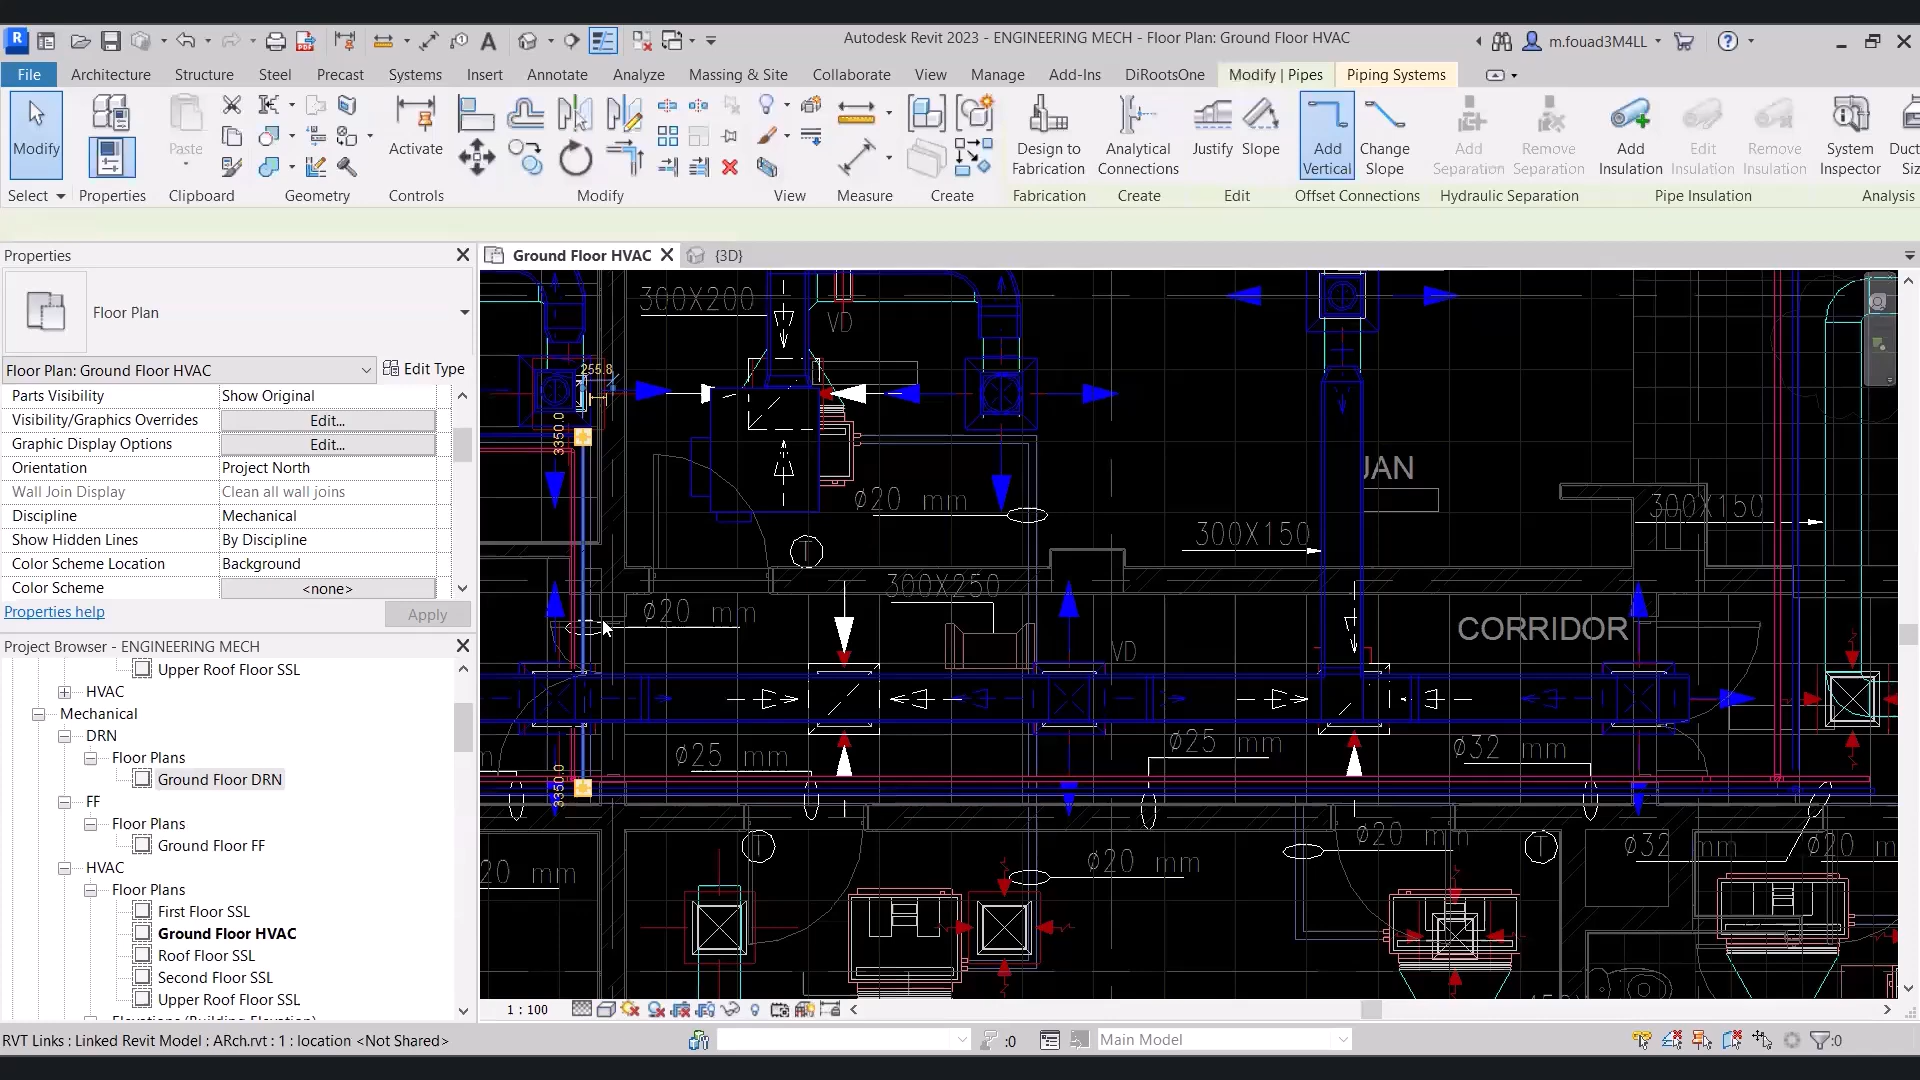 Autodesk Revit 2023 - ENGINEERING MECH - Floor Plan: Ground Floor HVAC
m.fouad3M4LL
File Architecture Structure Steel Precast Systems Insert Annotate Analyze Massing & Site Collaborate View Manage Add-Ins DiRootsOne Modify | Pipes Piping Systems
Modify
Paste
Activate
Design to Fabrication
Analytical Connections
Justify
Slope
Add Vertical
Change Slope
Add Separation
Remove Separation
Add Insulation
Edit Insulation
Remove Insulation
System Inspector
Select Properties Clipboard Geometry Controls Modify View Measure Create Fabrication Create Edit Offset Connections Hydraulic Separation Pipe Insulation Analysis
Properties
Floor Plan
Floor Plan: Ground Floor HVAC
Edit Type
Parts Visibility Show Original
Visibility/Graphics Overrides Edit...
Graphic Display Options Edit...
Orientation Project North
Wall Join Display Clean all wall joins
Discipline Mechanical
Show Hidden Lines By Discipline
Color Scheme Location Background
Color Scheme <none>
Properties help
Apply
Project Browser - ENGINEERING MECH
Upper Roof Floor SSL
HVAC
Mechanical
DRN
Floor Plans
Ground Floor DRN
FF
Floor Plans
Ground Floor FF
HVAC
Floor Plans
First Floor SSL
Ground Floor HVAC
Roof Floor SSL
Second Floor SSL
Upper Roof Floor SSL
Ground Floor HVAC
{3D}
300X200
VD
255.8
3350.0
ϕ20 mm
T
300X150
300X150
300X250
ϕ20 mm
CORRIDOR
VD
ϕ25 mm
ϕ25 mm
ϕ32 mm
3350.0
T
ϕ20 mm
ϕ20 mm
T
ϕ32 mm
20 mm
1 : 100
RVT Links : Linked Revit Model : ARch.rvt : 1 : location <Not Shared>
:0
Main Model
:0